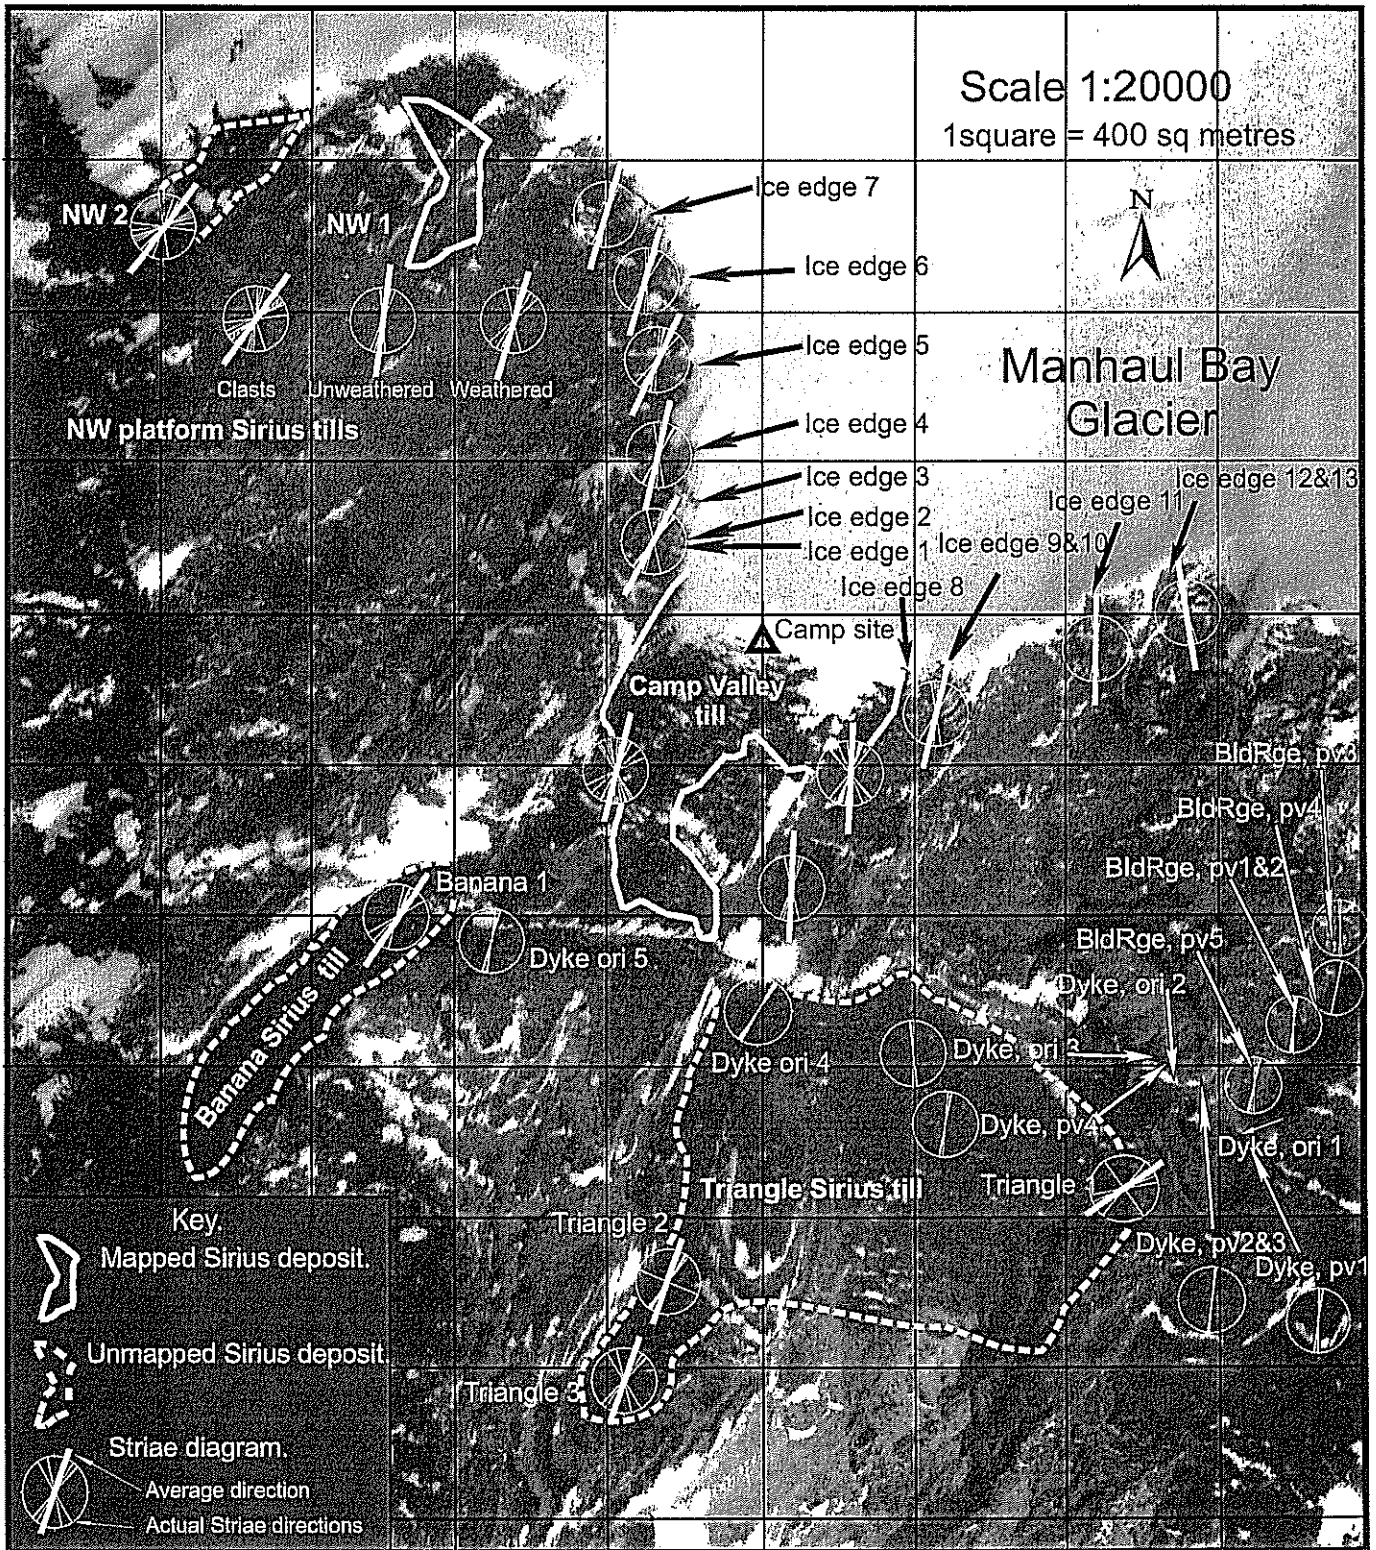 Scale 1:20000
1square = 400 sq metres
N
Ice edge 7
NW 2
NW 1
Ice edge 6
Ice edge 5
Manhaul Bay
Glacier
Clasts
Unweathered
Weathered
NW platform Sirius tills
Ice edge 4
Ice edge 3
Ice edge 12&13
Ice edge 11
Ice edge 2
Ice edge 1
Ice edge 9&10
Ice edge 8
Camp site
Camp Valley
till
BldRge, pv3
BldRge, pv4
BldRge, pv1&2
Banana 1
BldRge, pv5
Dyke ori 5
Banana Sirius till
Dyke, ori 2
Dyke ori 4
Dyke, ori 3
Dyke, pv4
Dyke, ori 1
Triangle Sirius till
Triangle 1
Key.
Triangle 2
Mapped Sirius deposit.
Dyke, pv2&3
Dyke, pv1
Unmapped Sirius deposit.
Triangle 3
Striae diagram.
Average direction
Actual Striae directions